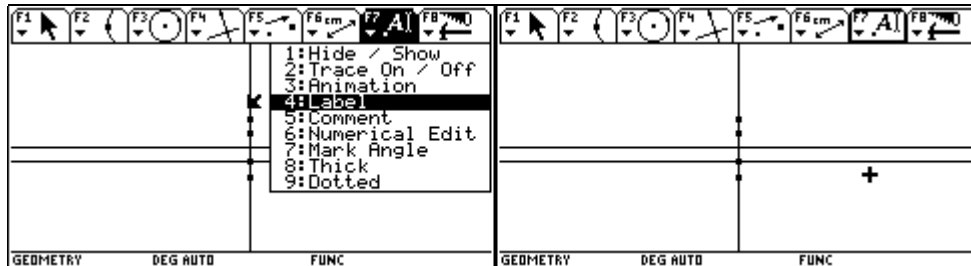 F1 F2 F3 F4 F5 F6 cm F7 A F8
1:Hide / Show
2:Trace On / Off
3:Animation
4:Label
5:Comment
6:Numerical Edit
7:Mark Angle
8:Thick
9:Dotted
GEOMETRY DEG AUTO FUNC
F1 F2 F3 F4 F5 F6 cm F7 A F8
GEOMETRY DEG AUTO FUNC